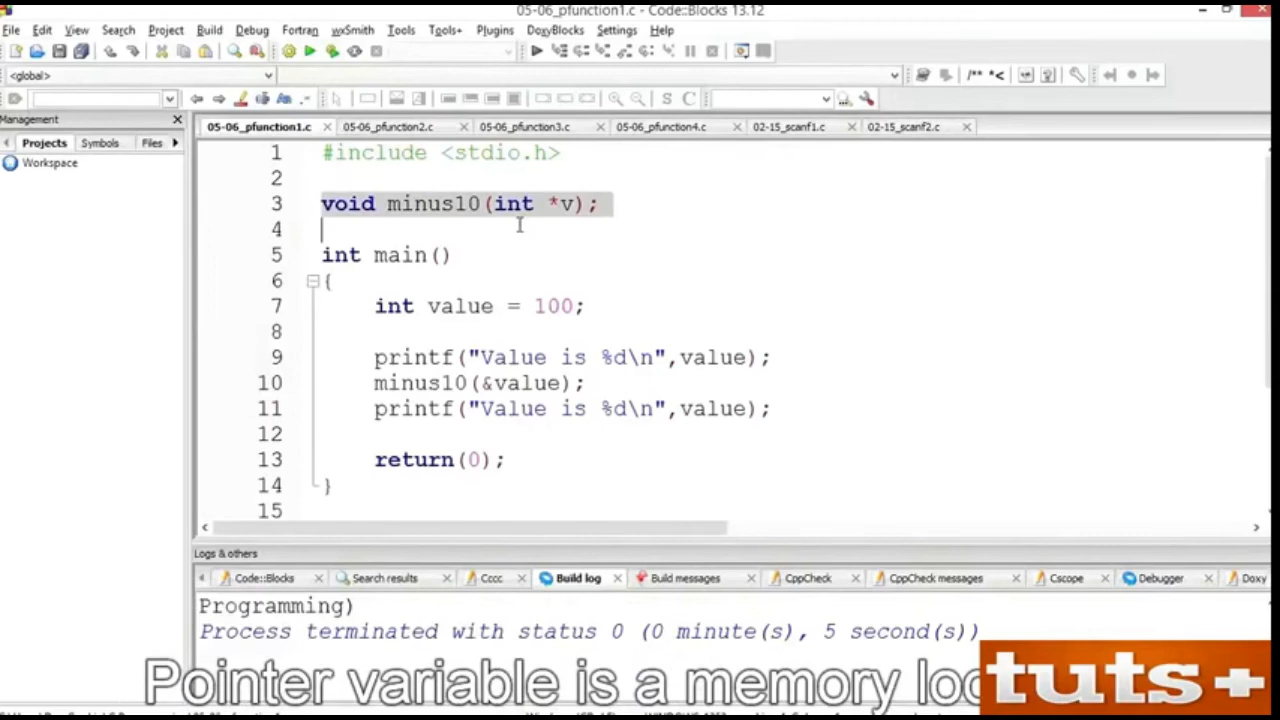 05-06_pfunction1.c - Code::Blocks 13.12
File Edit View Search Project Build Debug Fortran wxSmith Tools Tools+ Plugins DoxyBlocks Settings Help
<global>
/** *<
S C
Management
05-06_pfunction1.c 05-06_pfunction2.c 05-06_pfunction3.c 05-06_pfunction4.c 02-15_scanf1.c 02-15_scanf2.c
Projects Symbols Files
Workspace
1 #include <stdio.h>
2
3 void minus10(int *v);
4
5 int main()
6 {
7 int value = 100;
8
9 printf("Value is %d\n",value);
10 minus10(&value);
11 printf("Value is %d\n",value);
12
13 return(0);
14 }
15
Logs & others
Code::Blocks Search results Cccc Build log Build messages CppCheck CppCheck messages Cscope Debugger Doxy
Programming)
Process terminated with status 0 (0 minute(s), 5 second(s))
Pointer variable is a memory loc
tuts+